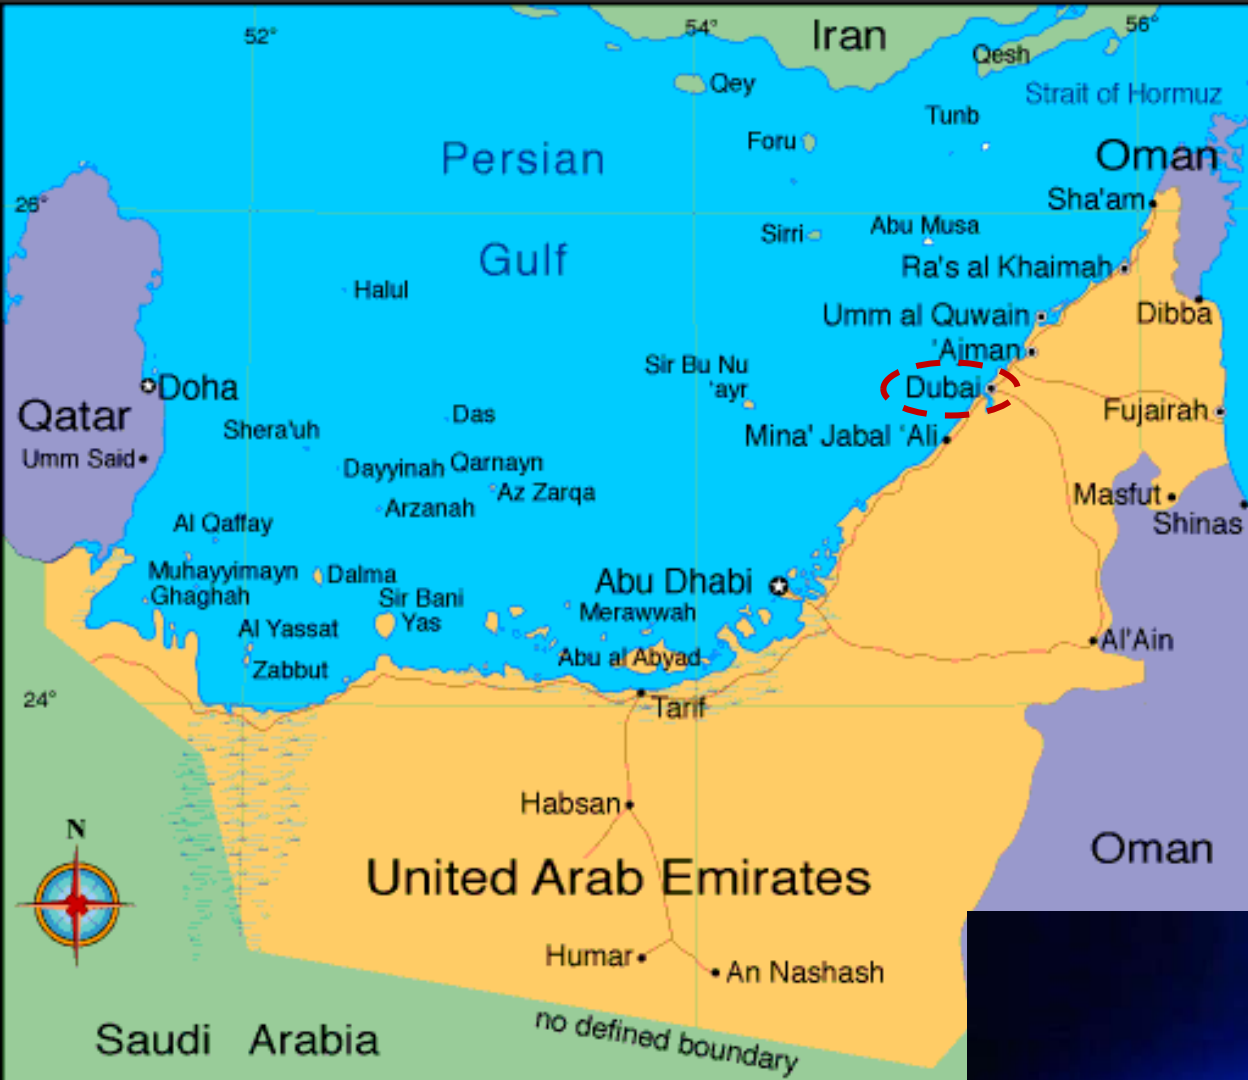 52°
54°
56°
Iran
Qesh
Qey
Strait of Hormuz
Tunb
Foru
Persian
Oman
26°
Sha'am
Sirri
Abu Musa
Gulf
Ra's al Khaimah
Halul
Umm al Quwain
Dibba
'Ajman
Sir Bu Nu
'ayr
Doha
Dubai
Qatar
Das
Fujairah
Shera'uh
Mina' Jabal 'Ali
Umm Said
Dayyinah
Qarnayn
Az Zarqa
Masfut
Arzanah
Al Qaffay
Shinas
Muhayyimayn
Dalma
Abu Dhabi
Ghaghah
Sir Bani
Yas
Merawwah
Al Yassat
Al'Ain
Abu al Abyad
Zabbut
24°
Tarif
Habsan
N
Oman
United Arab Emirates
Humar
An Nashash
no defined boundary
Saudi Arabia